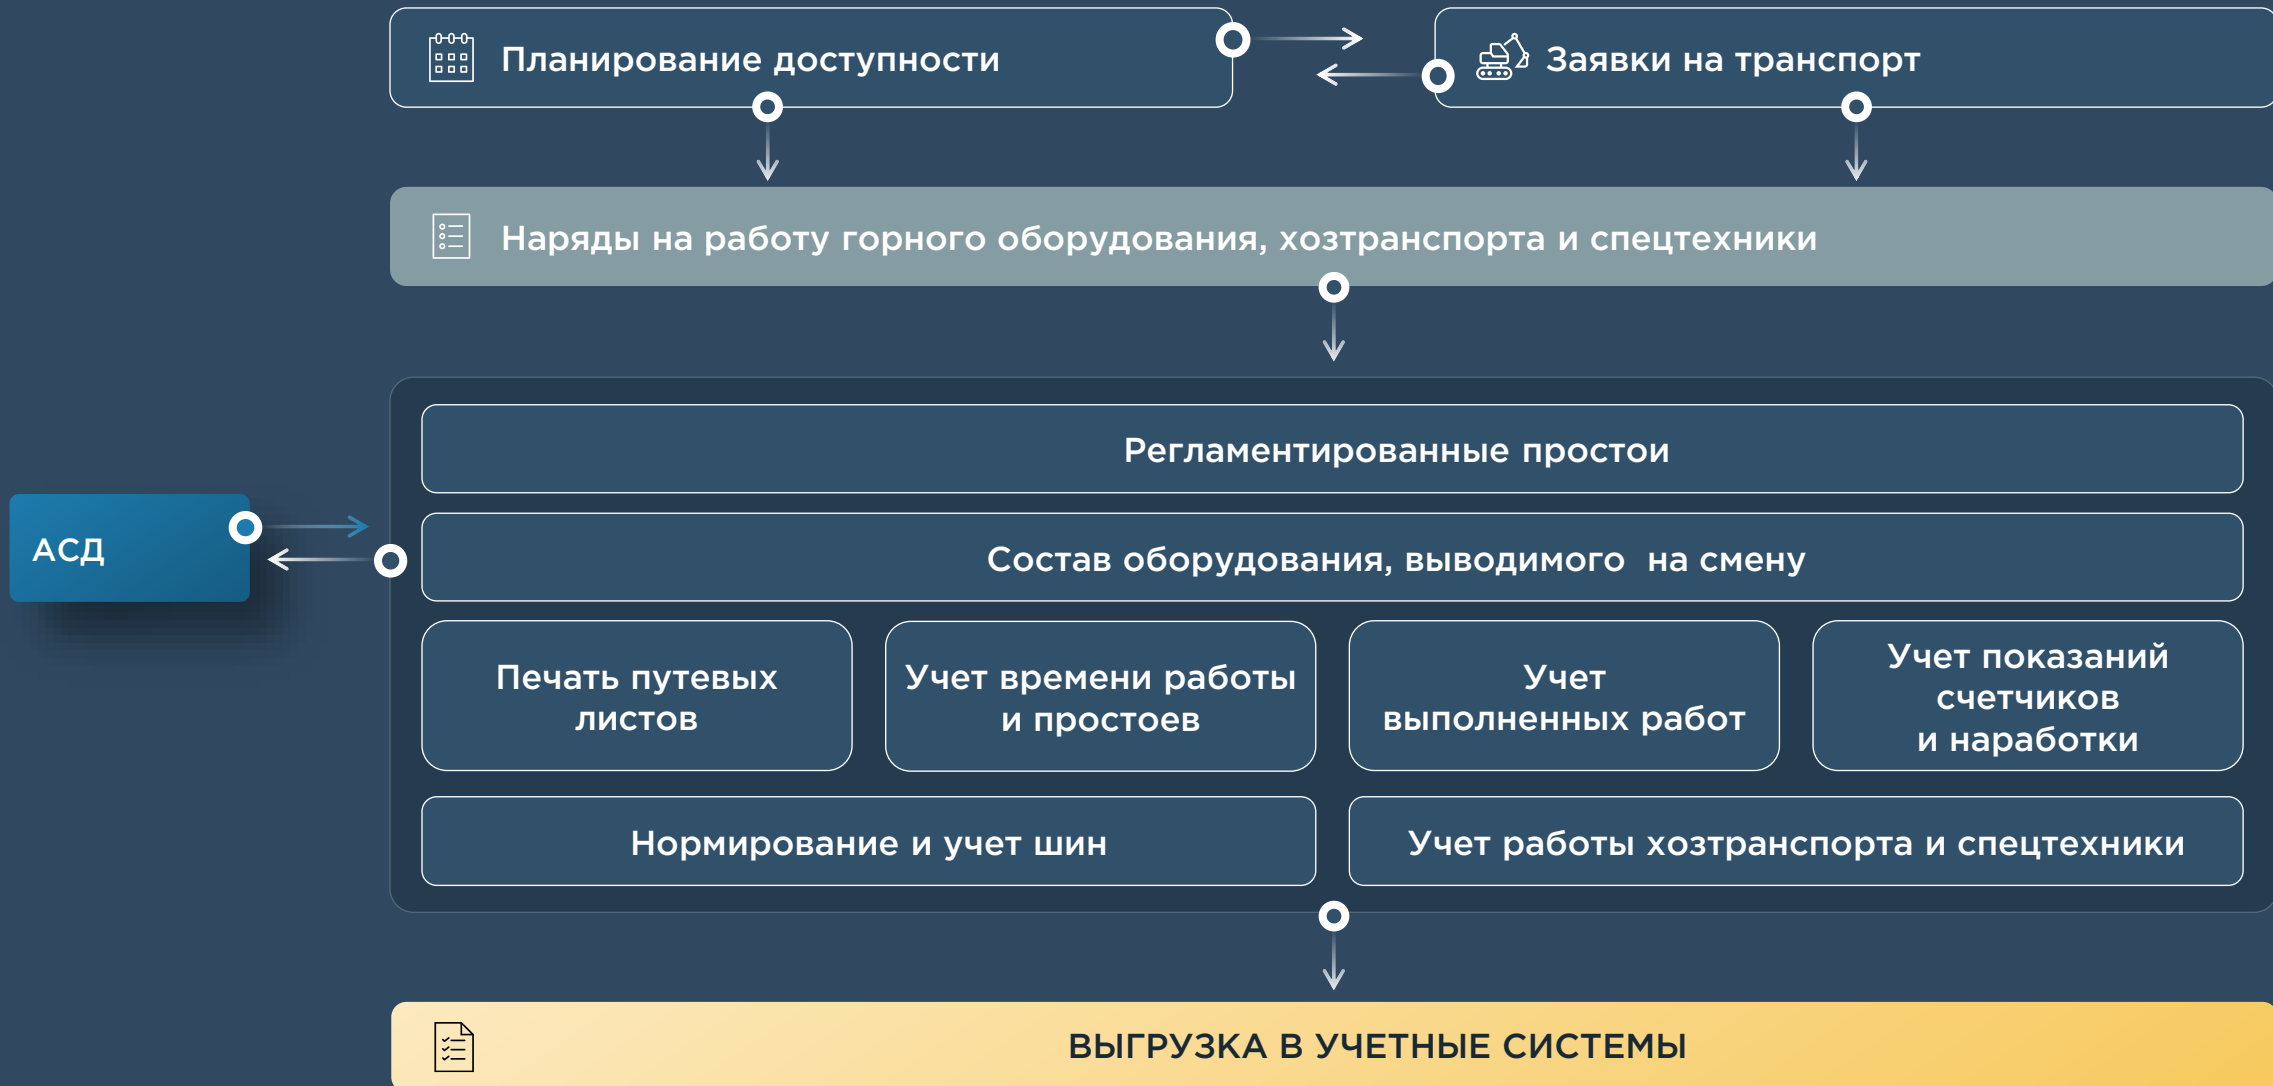 Планирование доступности
Заявки на транспорт
Наряды на работу горного оборудования, хозтранспорта и спецтехники
Регламентированные простои
АСД
Состав оборудования, выводимого на смену
Печать путевых
листов
Учет времени работы
и простоев
Учет
выполненных работ
Учет показаний
счетчиков
и наработки
Нормирование и учет шин
Учет работы хозтранспорта и спецтехники
ВЫГРУЗКА В УЧЕТНЫЕ СИСТЕМЫ